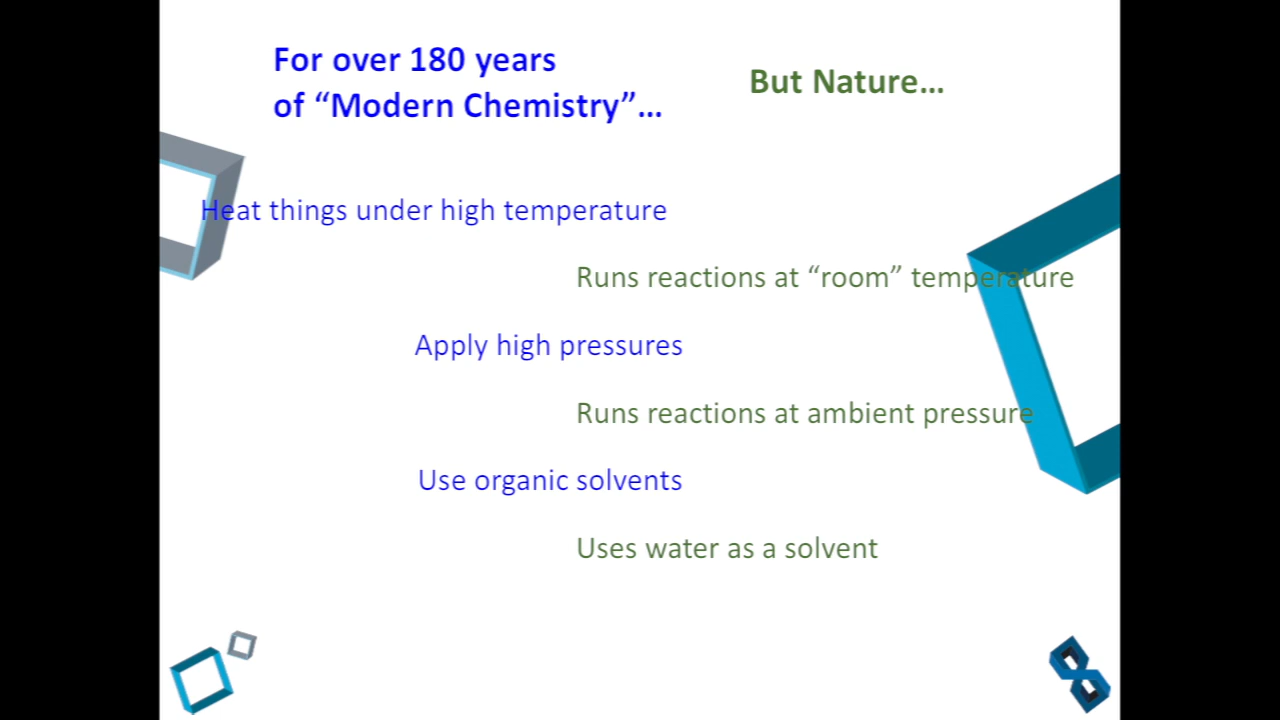 For over 180 years
of “Modern Chemistry”…
But Nature…
Heat things under high temperature
Runs reactions at “room” temperature
Apply high pressures
Runs reactions at ambient pressure
Use organic solvents
Uses water as a solvent